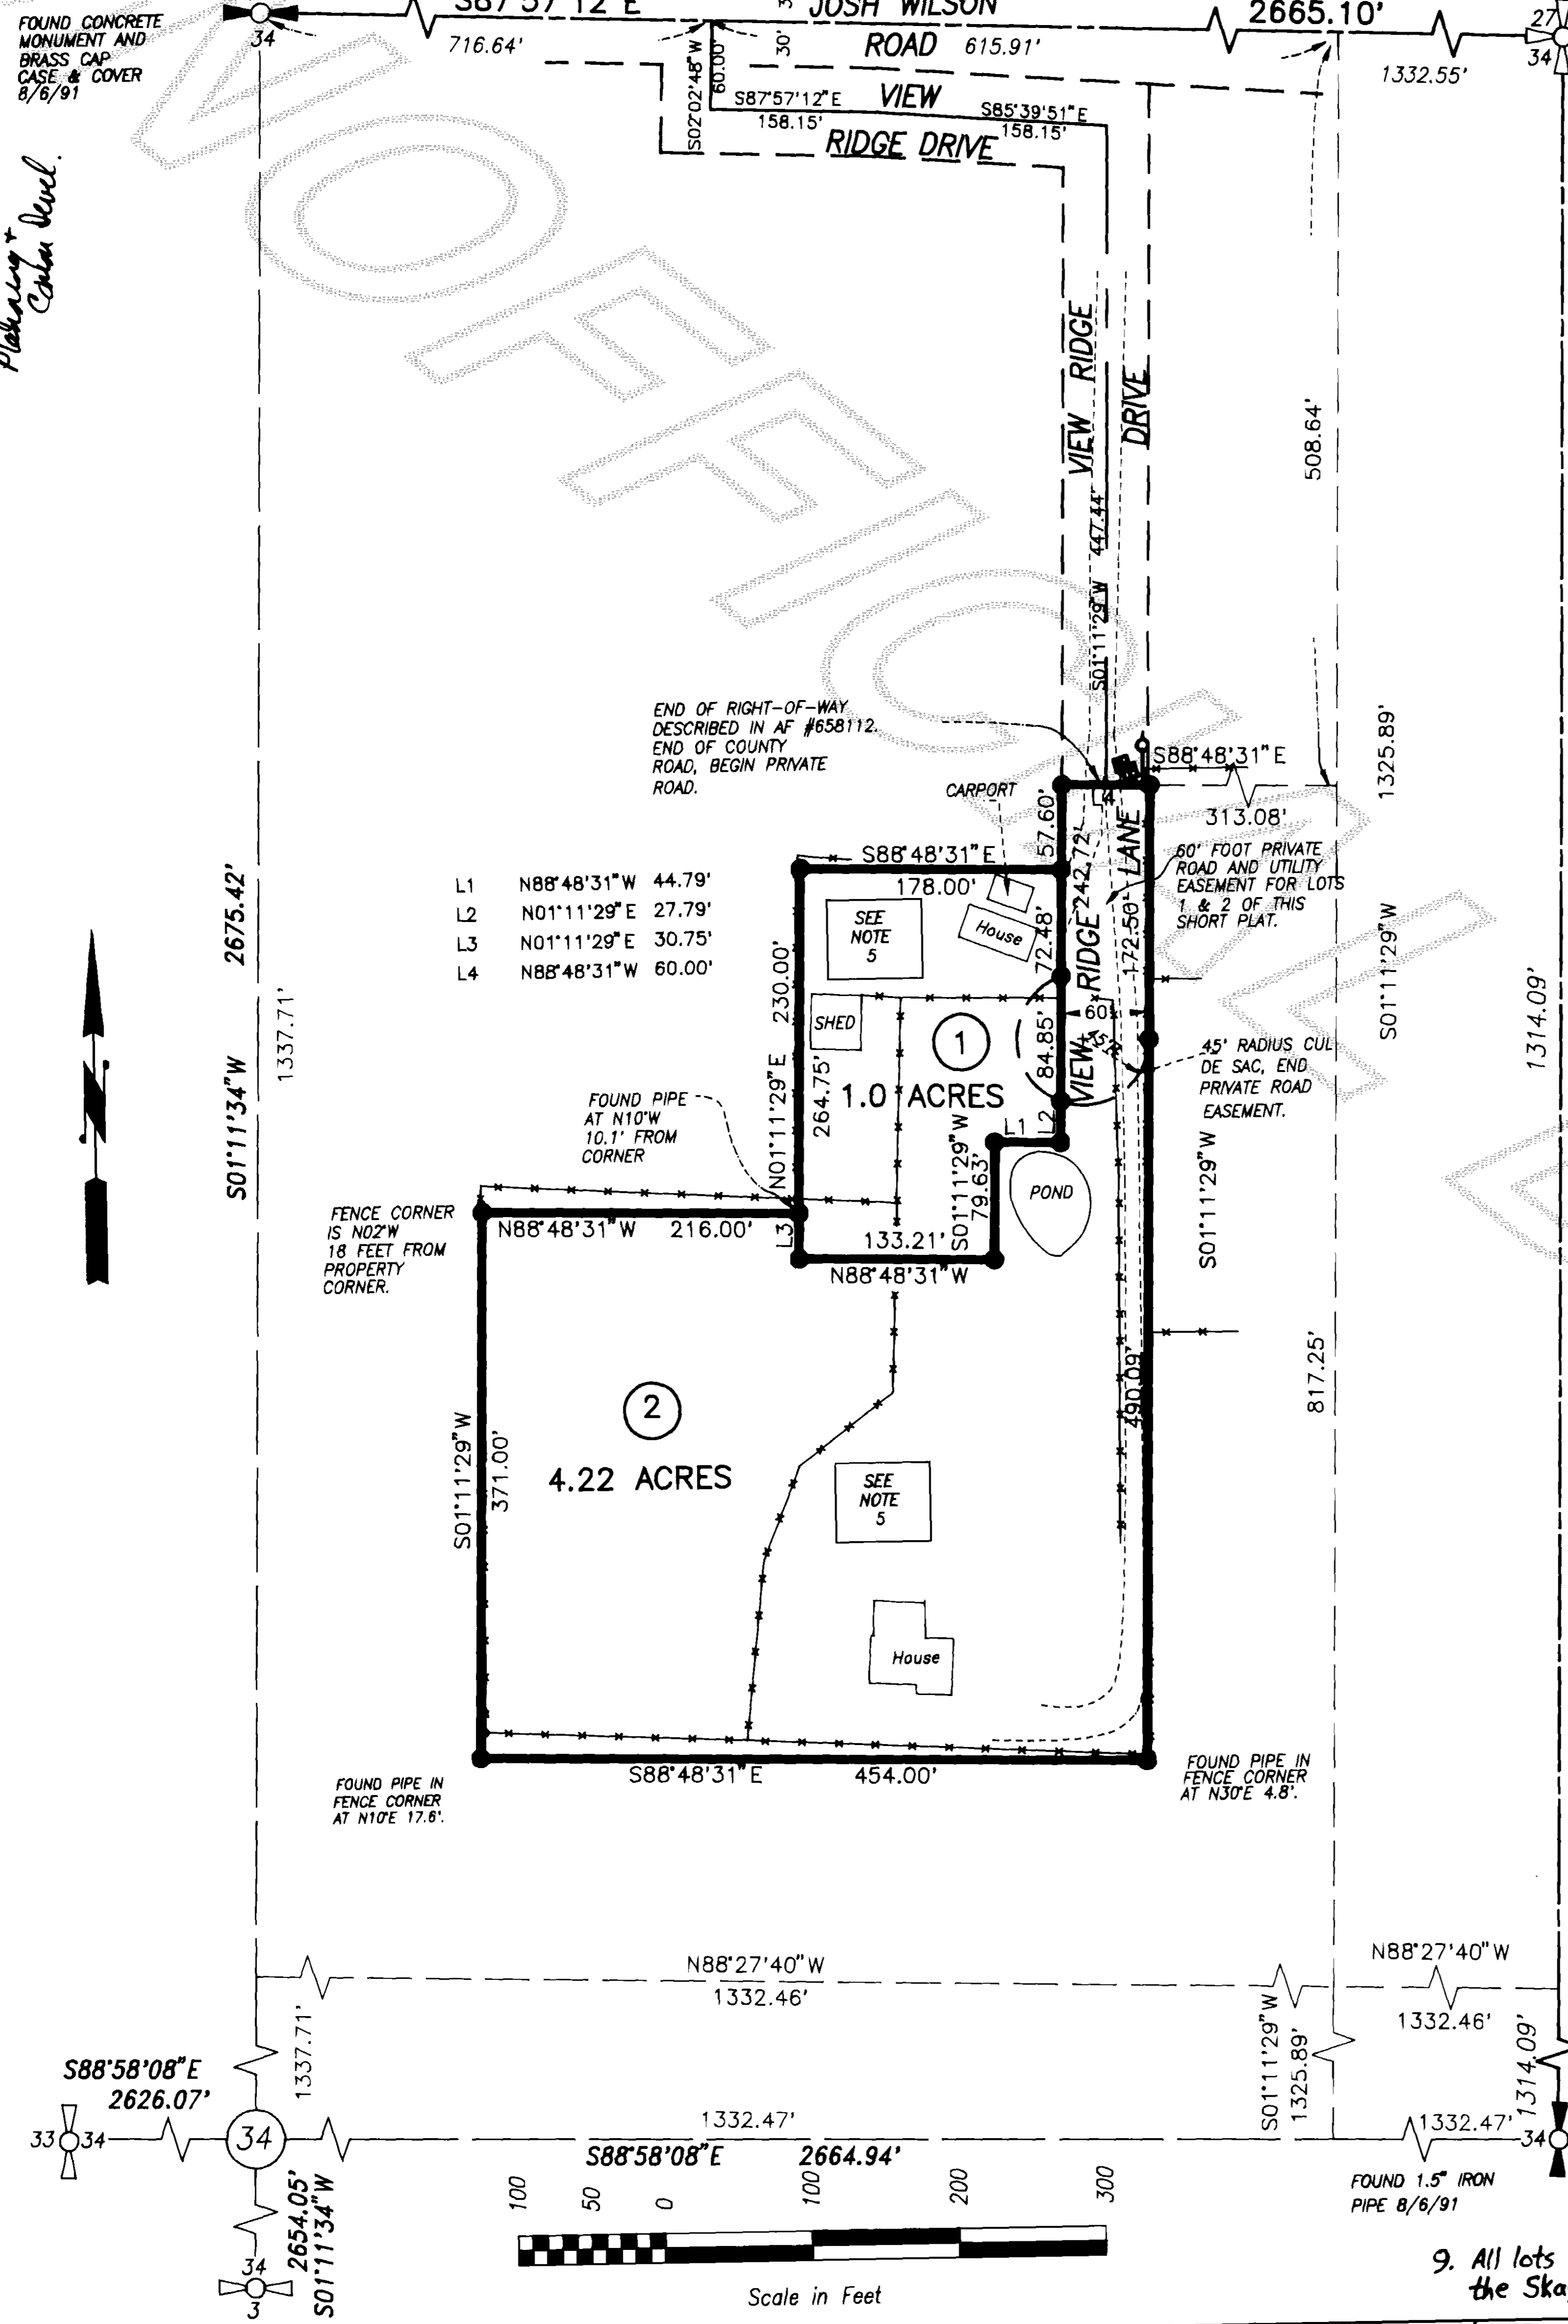 FOUND CONCRETE
MONUMENT AND
BRASS CAP
CASE & COVER
8/6/91
34
S87°57'12"E
716.64'
JOSH WILSON
ROAD
30'
615.91'
2665.10'
1332.55'
27
34
S02°02'48"W
60.00'
S87°57'12"E
158.15'
VIEW
RIDGE DRIVE
S85°39'51"E
158.15'
VIEW RIDGE
DRIVE
S01°11'29"W 447.44'
508.64'
1325.89'
S01°11'29"W
1314.09'
END OF RIGHT-OF-WAY
DESCRIBED IN AF #658112.
END OF COUNTY
ROAD, BEGIN PRIVATE
ROAD.
CARPORT
S88°48'31"E
L4
313.08'
57.60'
S88°48'31"E
178.00'
60' FOOT PRIVATE
ROAD AND UTILITY
EASEMENT FOR LOTS
1 & 2 OF THIS
SHORT PLAT.
L1 N88°48'31"W 44.79'
L2 N01°11'29"E 27.79'
L3 N01°11'29"E 30.75'
L4 N88°48'31"W 60.00'
2675.42'
S01°11'34"W
1337.71'
SEE
NOTE
5
House
72.48'
242.72'
172.50'
VIEW RIDGE LANE
230.00'
SHED
N01°11'29"E
264.75'
1
1.0 ACRES
84.85'
60'
45'R
45' RADIUS CUL
DE SAC, END
PRIVATE ROAD
EASEMENT.
FOUND PIPE
AT N10°W
10.1' FROM
CORNER
L1
L2
S01°11'29"W
79.63'
POND
S01°11'29"W
FENCE CORNER
IS N02°W
18 FEET FROM
PROPERTY
CORNER.
N88°48'31"W 216.00'
L3
133.21'
N88°48'31"W
490.09'
817.25'
2
4.22 ACRES
S01°11'29"W
371.00'
SEE
NOTE
5
House
S88°48'31"E 454.00'
FOUND PIPE IN
FENCE CORNER
AT N10°E 17.6'.
FOUND PIPE IN
FENCE CORNER
AT N30°E 4.8'.
N88°27'40"W
1332.46'
N88°27'40"W
1332.46'
1337.71'
S01°11'29"W
1325.89'
1314.09'
S88°58'08"E
2626.07'
33 34
34
1332.47'
S88°58'08"E 2664.94'
1332.47'
34
2654.05'
S01°11'34"W
34
3
FOUND 1.5" IRON
PIPE 8/6/91
100 50 0 100 200 300
Scale in Feet
9. All lots
the Ska